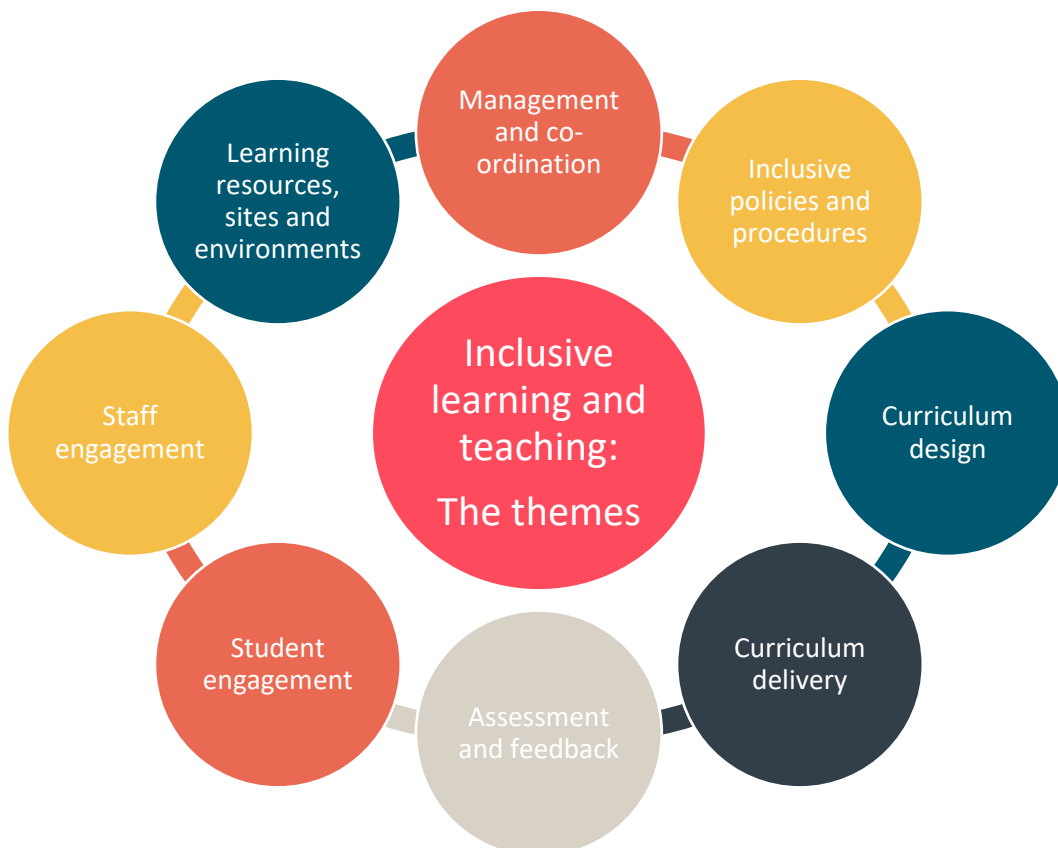 Management
and co-
ordination
Inclusive
policies and
procedures
Curriculum
design
Curriculum
delivery
Assessment
and feedback
Student
engagement
Staff
engagement
Learning
resources,
sites and
environments
Inclusive
learning and
teaching:
The themes